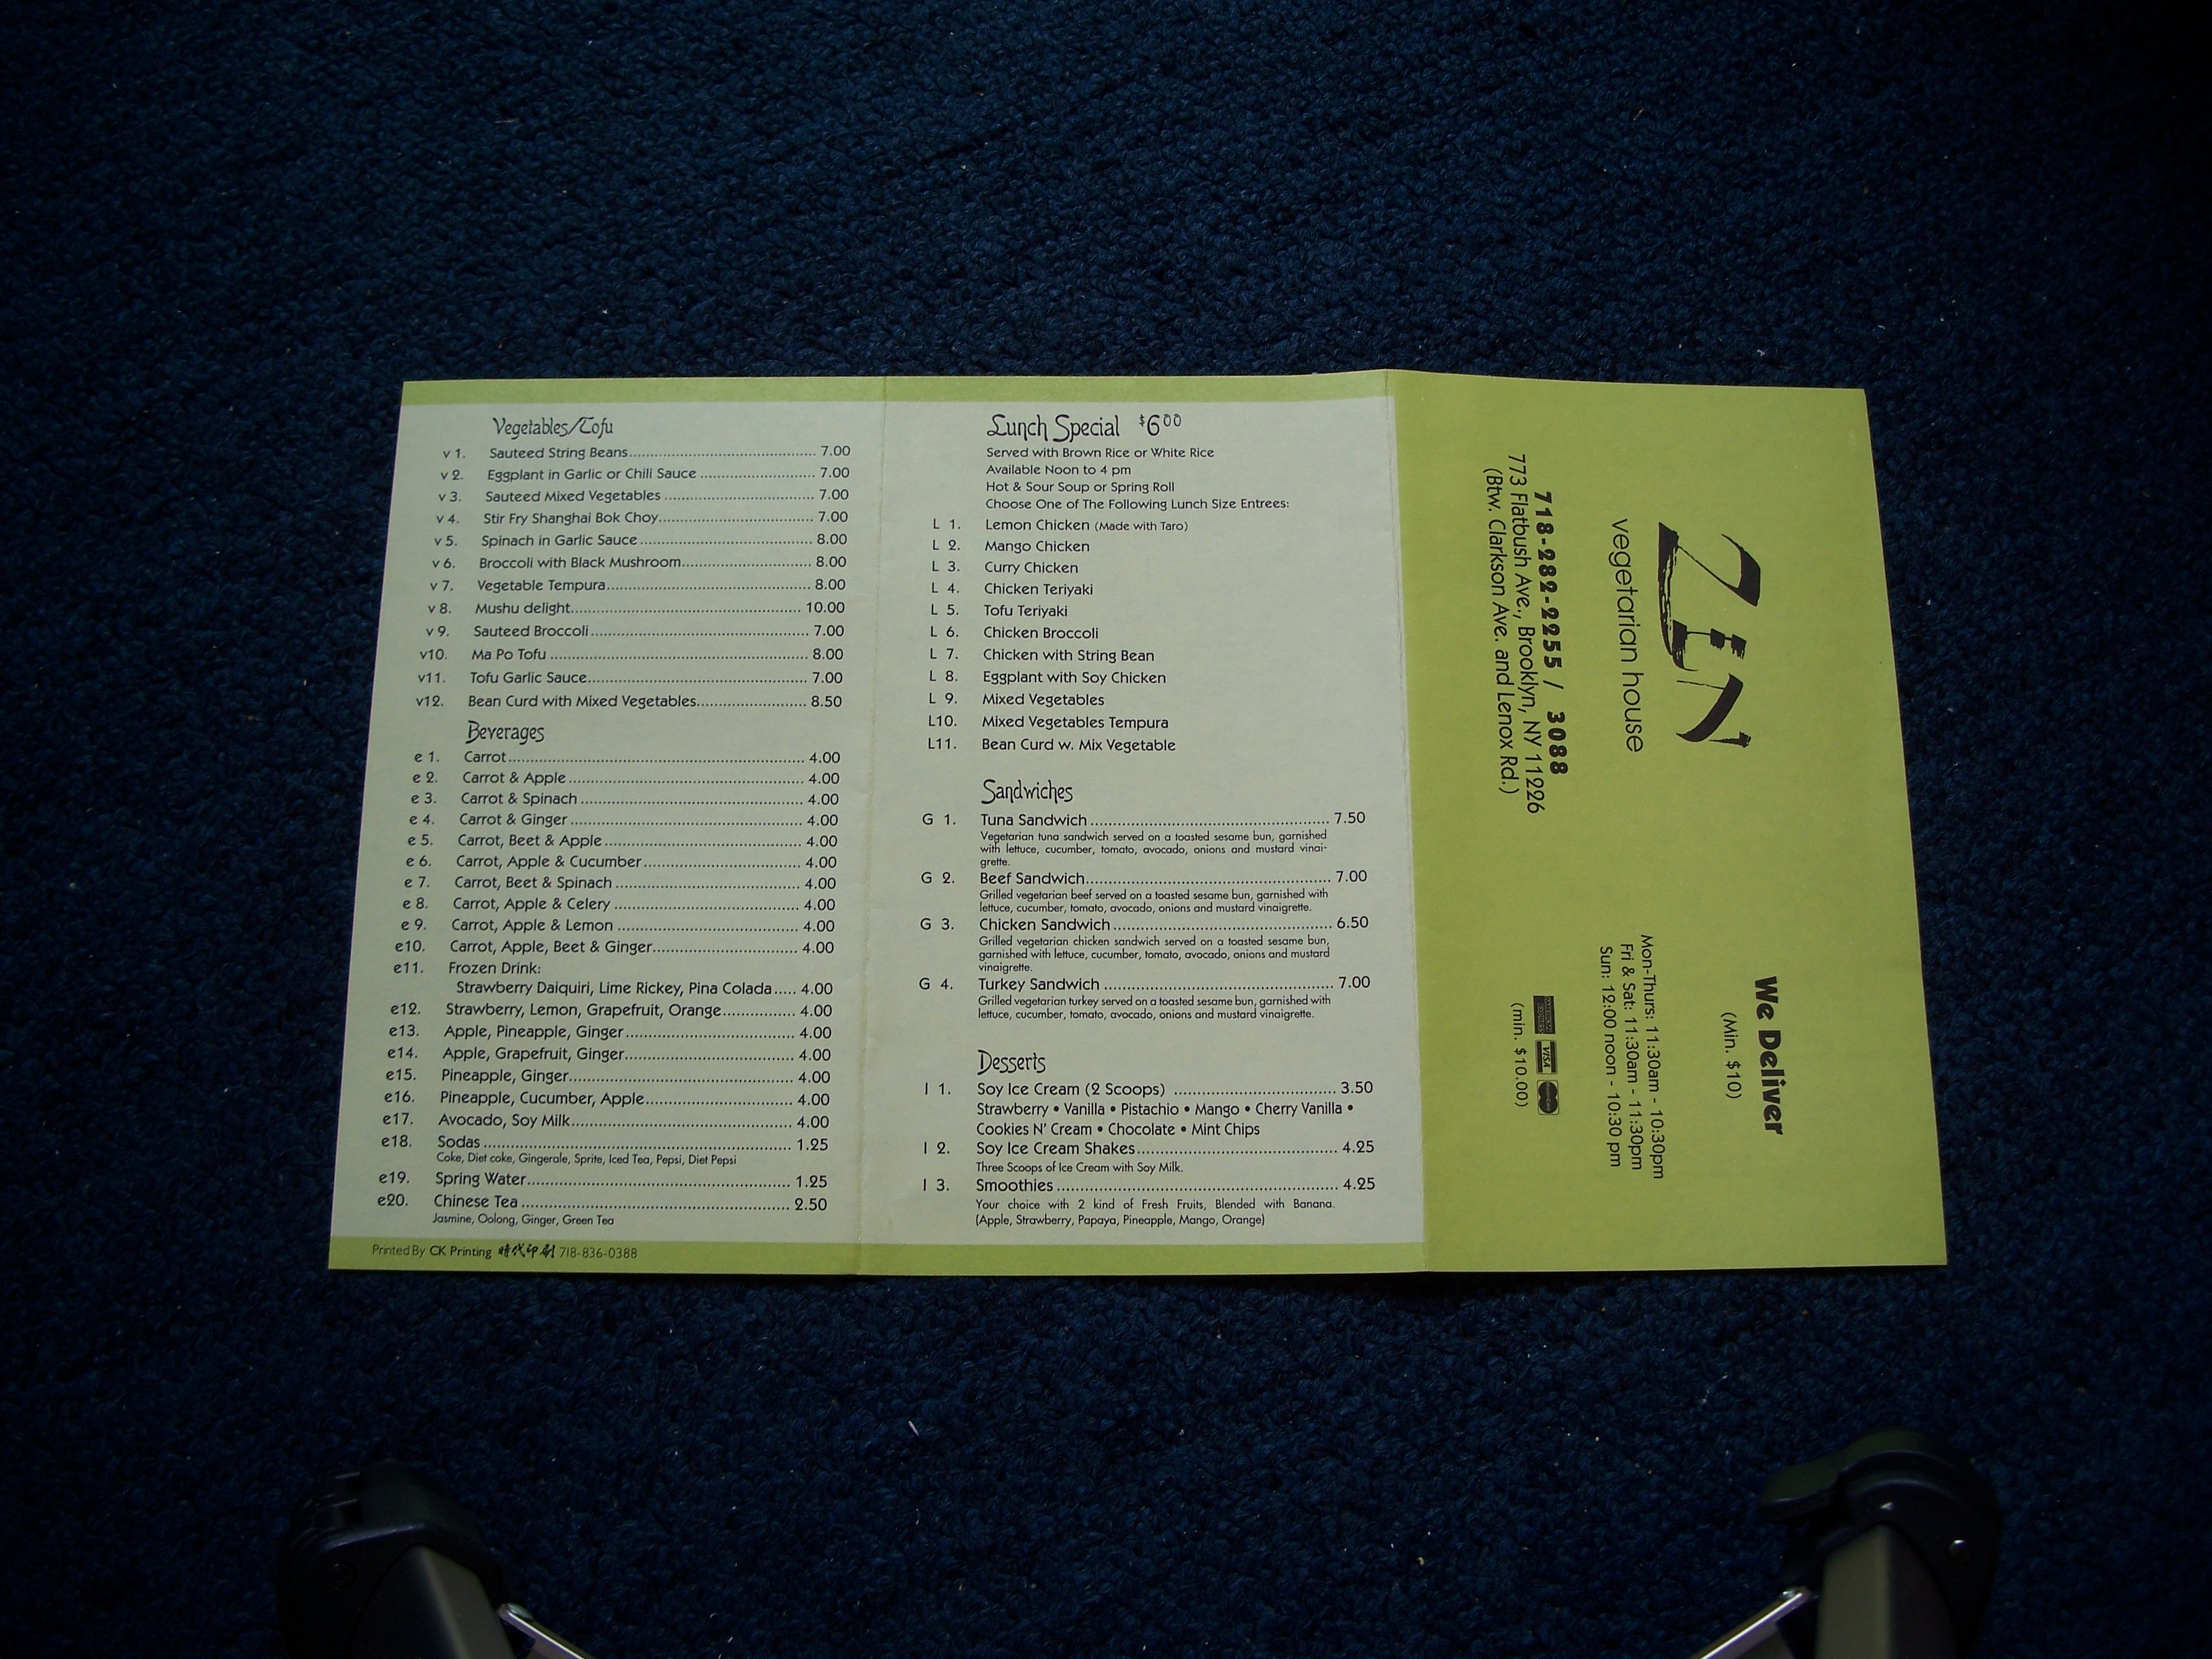 Vegetables/Tofu
v 1. Sauteed String Beans 7.00
v 2. Eggplant in Garlic or Chili Sauce 7.00
v 3. Sauteed Mixed Vegetables 7.00
v 4. Stir Fry Shanghai Bok Choy 7.00
v 5. Spinach in Garlic Sauce 8.00
v 6. Broccoli with Black Mushroom 8.00
v 7. Vegetable Tempura 8.00
v 8. Mushu delight 10.00
v 9. Sauteed Broccoli 7.00
v10. Ma Po Tofu 8.00
v11. Tofu Garlic Sauce 7.00
v12. Bean Curd with Mixed Vegetables 8.50
Beverages
e 1. Carrot 4.00
e 2. Carrot & Apple 4.00
e 3. Carrot & Spinach 4.00
e 4. Carrot & Ginger 4.00
e 5. Carrot, Beet & Apple 4.00
e 6. Carrot, Apple & Cucumber 4.00
e 7. Carrot, Beet & Spinach 4.00
e 8. Carrot, Apple & Celery 4.00
e 9. Carrot, Apple & Lemon 4.00
e10. Carrot, Apple, Beet & Ginger 4.00
e11. Frozen Drink:
Strawberry Daiquiri, Lime Rickey, Pina Colada 4.00
e12. Strawberry, Lemon, Grapefruit, Orange 4.00
e13. Apple, Pineapple, Ginger 4.00
e14. Apple, Grapefruit, Ginger 4.00
e15. Pineapple, Ginger 4.00
e16. Pineapple, Cucumber, Apple 4.00
e17. Avocado, Soy Milk 4.00
e18. Sodas 1.25
Coke, Diet coke, Gingerale, Sprite, Iced Tea, Pepsi, Diet Pepsi
e19. Spring Water 1.25
e20. Chinese Tea 2.50
Jasmine, Oolong, Ginger, Green Tea
Printed By CK Printing 時代印刷 718-836-0388
Lunch Special $6.00
Served with Brown Rice or White Rice
Available Noon to 4 pm
Hot & Sour Soup or Spring Roll
Choose One of The Following Lunch Size Entrees:
L 1. Lemon Chicken (Made with Taro)
L 2. Mango Chicken
L 3. Curry Chicken
L 4. Chicken Teriyaki
L 5. Tofu Teriyaki
L 6. Chicken Broccoli
L 7. Chicken with String Bean
L 8. Eggplant with Soy Chicken
L 9. Mixed Vegetables
L10. Mixed Vegetables Tempura
L11. Bean Curd w. Mix Vegetable
Sandwiches
G 1. Tuna Sandwich 7.50
Vegetarian tuna sandwich served on a toasted sesame bun, garnished
with lettuce, cucumber, tomato, avocado, onions and mustard vinai-
grette.
G 2. Beef Sandwich 7.00
Grilled vegetarian beef served on a toasted sesame bun, garnished with
lettuce, cucumber, tomato, avocado, onions and mustard vinaigrette.
G 3. Chicken Sandwich 6.50
Grilled vegetarian chicken sandwich served on a toasted sesame bun,
garnished with lettuce, cucumber, tomato, avocado, onions and mustard
vinaigrette.
G 4. Turkey Sandwich 7.00
Grilled vegetarian turkey served on a toasted sesame bun, garnished with
lettuce, cucumber, tomato, avocado, onions and mustard vinaigrette.
Desserts
I 1. Soy Ice Cream (2 Scoops) 3.50
Strawberry • Vanilla • Pistachio • Mango • Cherry Vanilla •
Cookies N' Cream • Chocolate • Mint Chips
I 2. Soy Ice Cream Shakes 4.25
Three Scoops of Ice Cream with Soy Milk.
I 3. Smoothies 4.25
Your choice with 2 kind of Fresh Fruits, Blended with Banana.
(Apple, Strawberry, Papaya, Pineapple, Mango, Orange)
ZEN
vegetarian house
718-282-2255 / 3088
773 Flatbush Ave., Brooklyn, NY 11226
(Btw. Clarkson Ave. and Lenox Rd.)
We Deliver
(Min. $10)
Mon-Thurs: 11:30am - 10:30pm
Fri & Sat: 11:30am - 11:30pm
Sun: 12:00 noon - 10:30 pm
VISA
(min. $10.00)